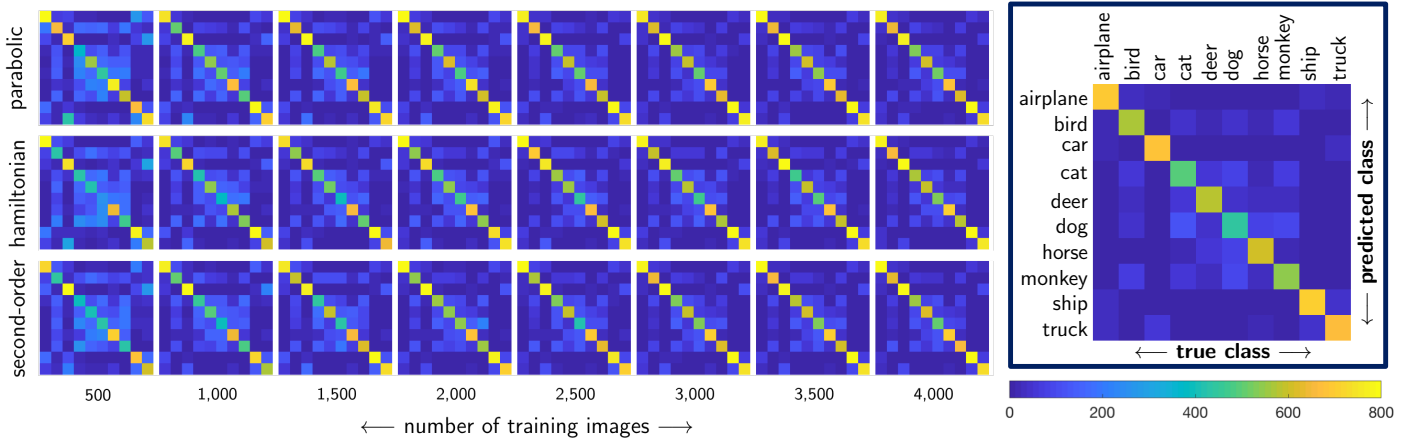 parabolic
hamiltonian
second-order
500 1,000 1,500 2,000 2,500 3,000 3,500 4,000
⟵ number of training images ⟶
airplane bird car cat deer dog horse monkey ship truck
airplane
bird
car
cat
deer
dog
horse
monkey
ship
truck
⟵ predicted class ⟶
⟵ true class ⟶
0 200 400 600 800